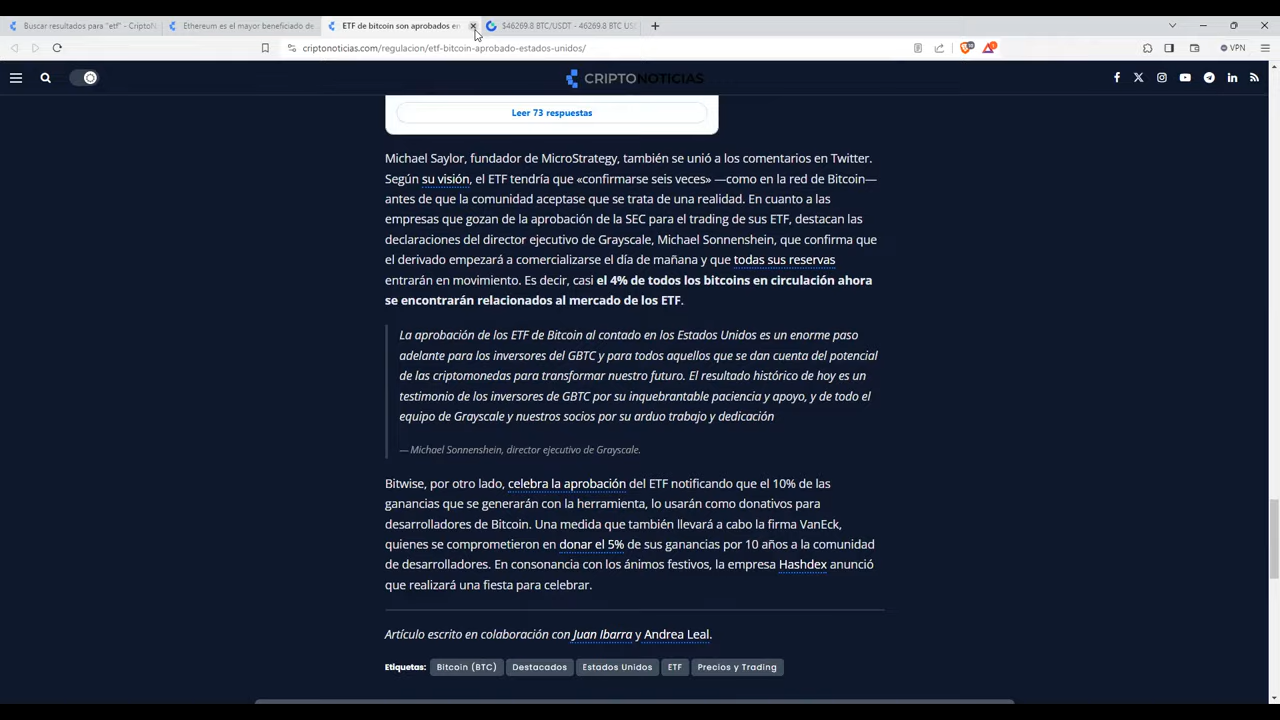 Buscar resultados para "etf" - CriptoN
Ethereum es el mayor beneficiado de
ETF de bitcoin son aprobados en
$46269.8 BTC/USDT - 46269.8 BTC US
criptonoticias.com/regulacion/etf-bitcoin-aprobado-estados-unidos/
VPN
CRIPTONOTICIAS
Leer 73 respuestas
Michael Saylor, fundador de MicroStrategy, también se unió a los comentarios en Twitter.
Según su visión, el ETF tendría que «confirmarse seis veces» —como en la red de Bitcoin—
antes de que la comunidad aceptase que se trata de una realidad. En cuanto a las
empresas que gozan de la aprobación de la SEC para el trading de sus ETF, destacan las
declaraciones del director ejecutivo de Grayscale, Michael Sonnenshein, que confirma que
el derivado empezará a comercializarse el día de mañana y que todas sus reservas
entrarán en movimiento. Es decir, casi el 4% de todos los bitcoins en circulación ahora
se encontrarán relacionados al mercado de los ETF.
La aprobación de los ETF de Bitcoin al contado en los Estados Unidos es un enorme paso
adelante para los inversores del GBTC y para todos aquellos que se dan cuenta del potencial
de las criptomonedas para transformar nuestro futuro. El resultado histórico de hoy es un
testimonio de los inversores de GBTC por su inquebrantable paciencia y apoyo, y de todo el
equipo de Grayscale y nuestros socios por su arduo trabajo y dedicación
— Michael Sonnenshein, director ejecutivo de Grayscale.
Bitwise, por otro lado, celebra la aprobación del ETF notificando que el 10% de las
ganancias que se generarán con la herramienta, lo usarán como donativos para
desarrolladores de Bitcoin. Una medida que también llevará a cabo la firma VanEck,
quienes se comprometieron en donar el 5% de sus ganancias por 10 años a la comunidad
de desarrolladores. En consonancia con los ánimos festivos, la empresa Hashdex anunció
que realizará una fiesta para celebrar.
Artículo escrito en colaboración con Juan Ibarra y Andrea Leal.
Etiquetas: Bitcoin (BTC) Destacados Estados Unidos ETF Precios y Trading